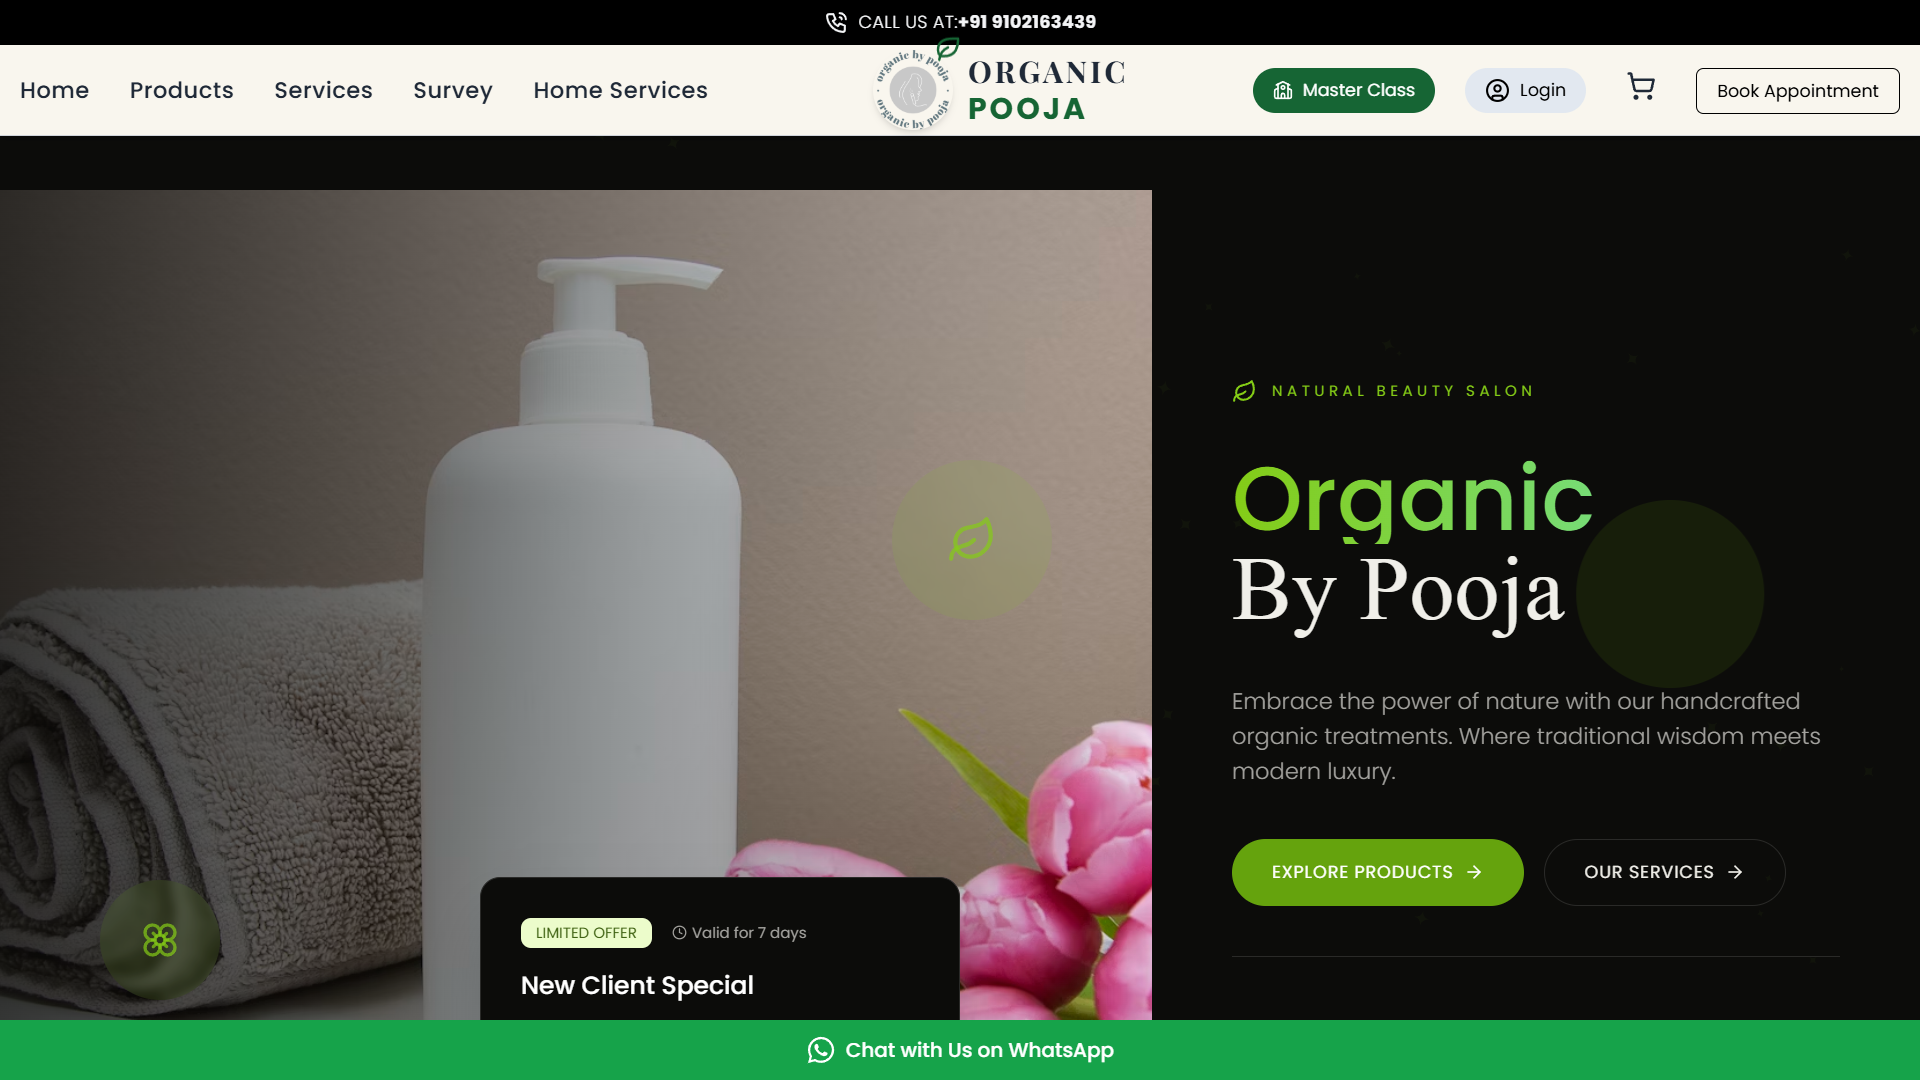 CALL US AT:+91 9102163439
Home
Products
Services
Survey
Home Services
organic by pooja
organic by pooja
ORGANIC
POOJA
Master Class
Login
Book Appointment
NATURAL BEAUTY SALON
Organic
By Pooja
Embrace the power of nature with our handcrafted
organic treatments. Where traditional wisdom meets
modern luxury.
EXPLORE PRODUCTS
OUR SERVICES
LIMITED OFFER
Valid for 7 days
New Client Special
Chat with Us on WhatsApp